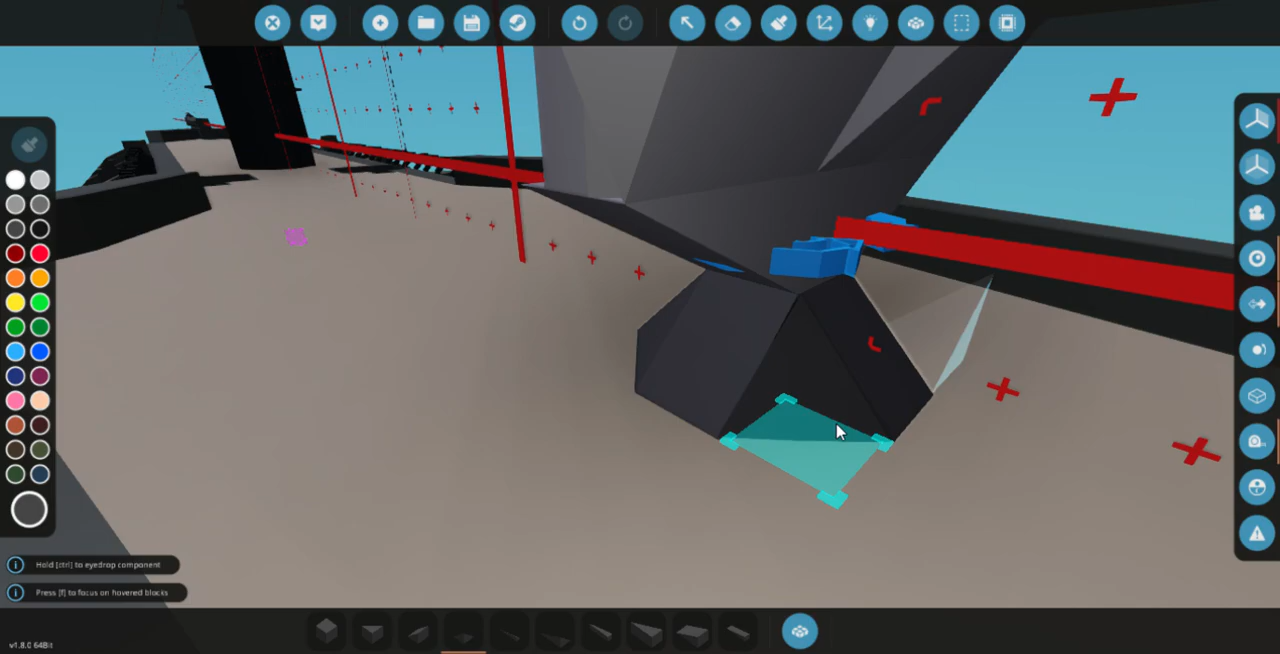 Hold [ctrl] to eyedrop component
Press [f] to focus on hovered blocks
v1.8.0 64Bit